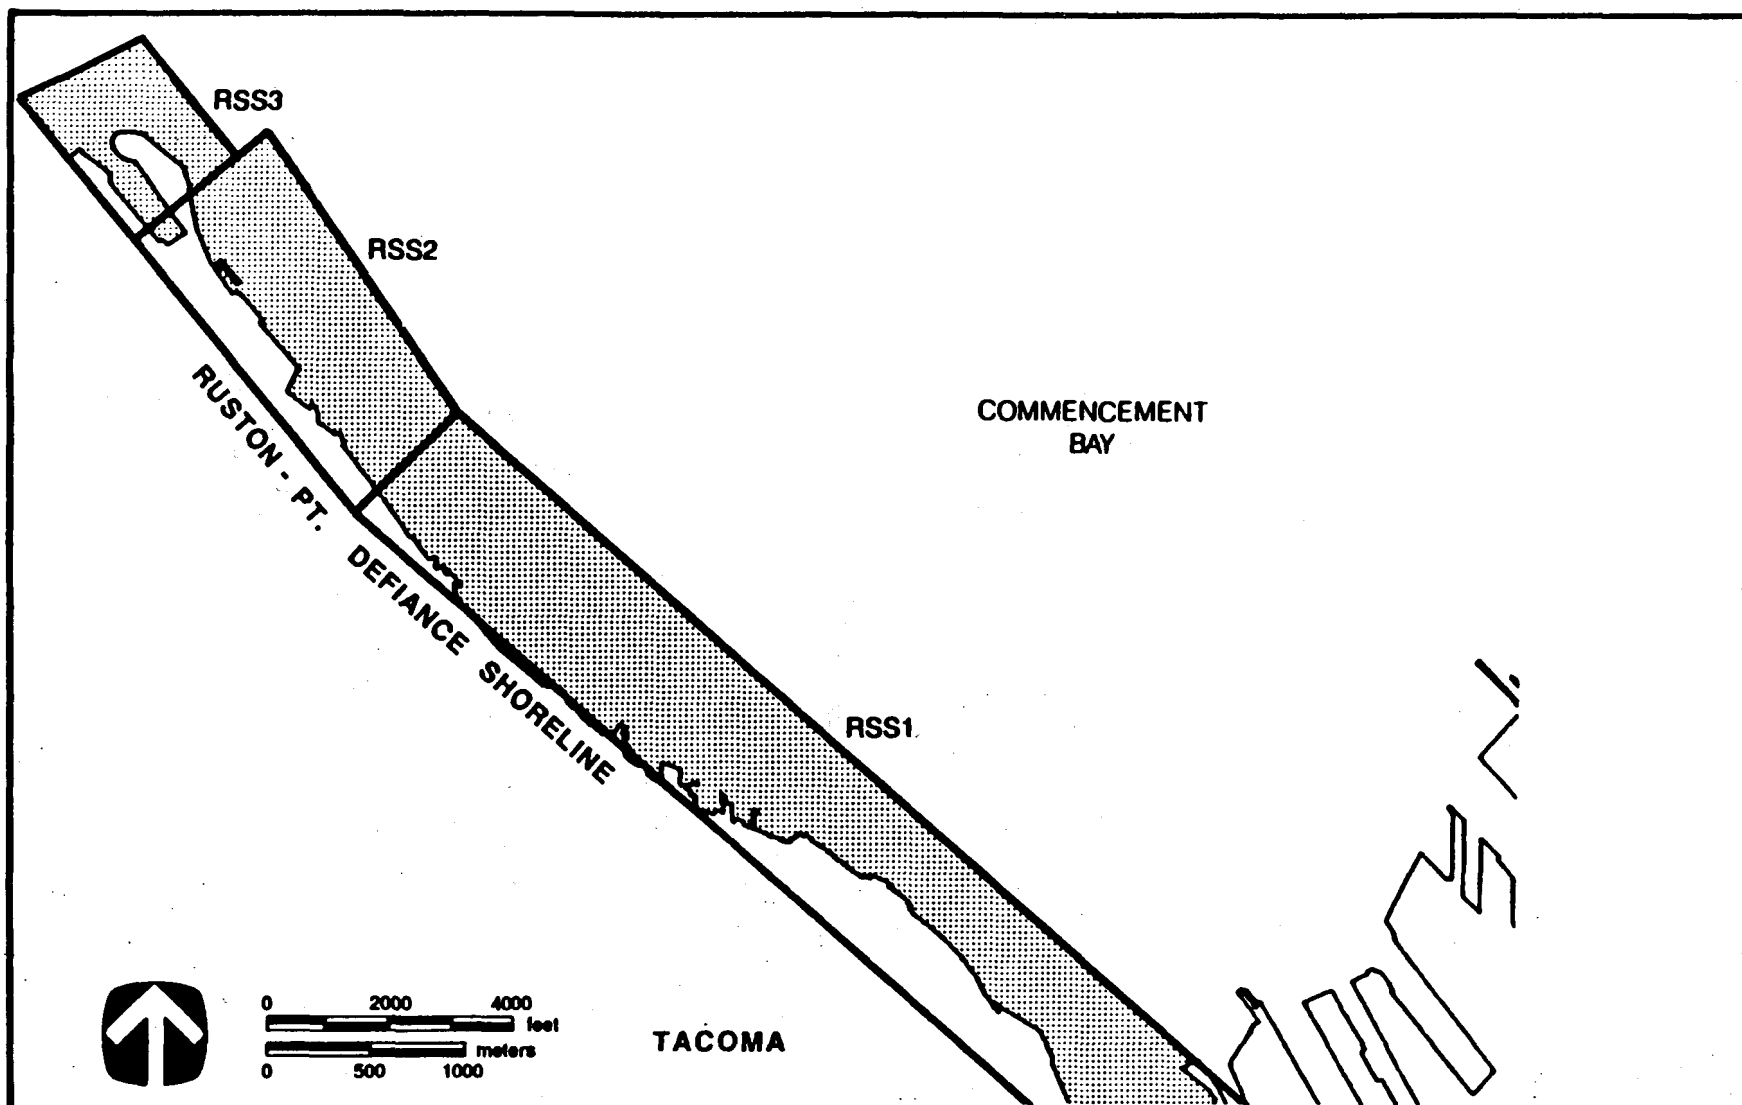 RSS3
RSS2
COMMENCEMENT
BAY
RUSTON - PT. DEFIANCE SHORELINE
RSS1
0 2000 4000
feet
meters
0 500 1000
TACOMA